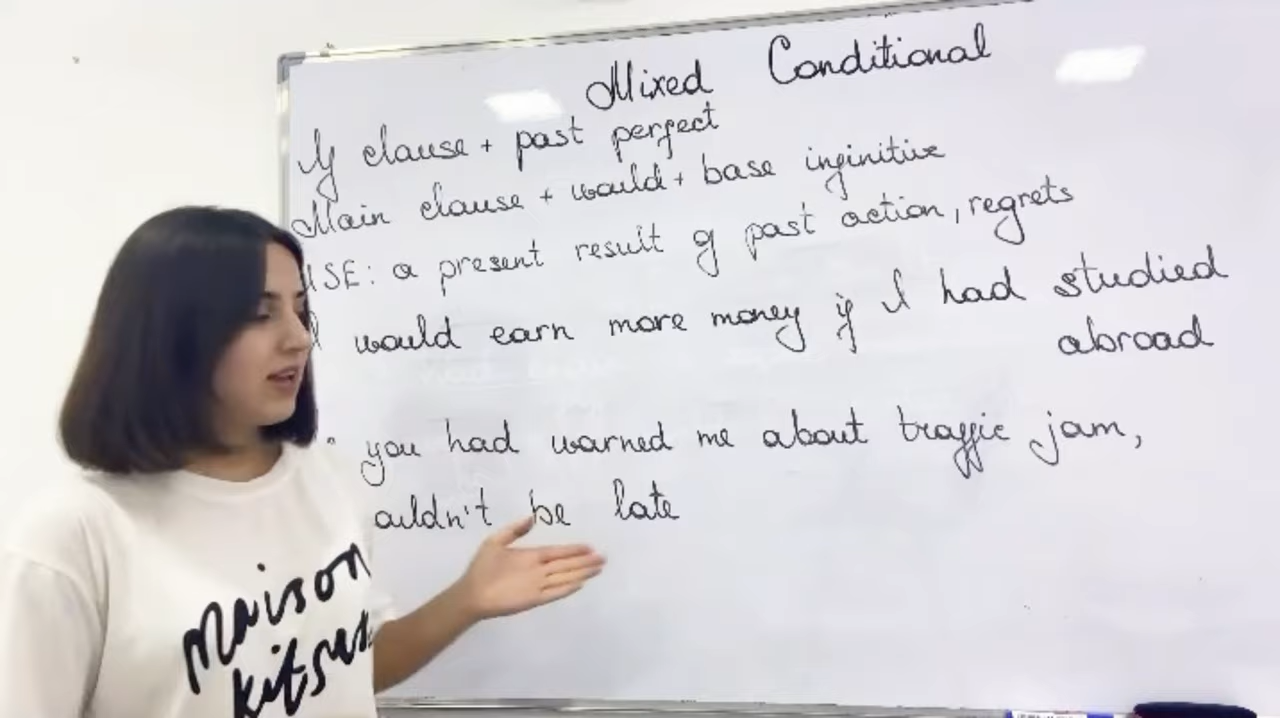 Mixed Conditional
If clause + past perfect
Main clause + would + base infinitive
USE: a present result of past action, regrets
I would earn more money if I had studied
abroad
you had warned me about traffic jam,
ouldn't be late
maison